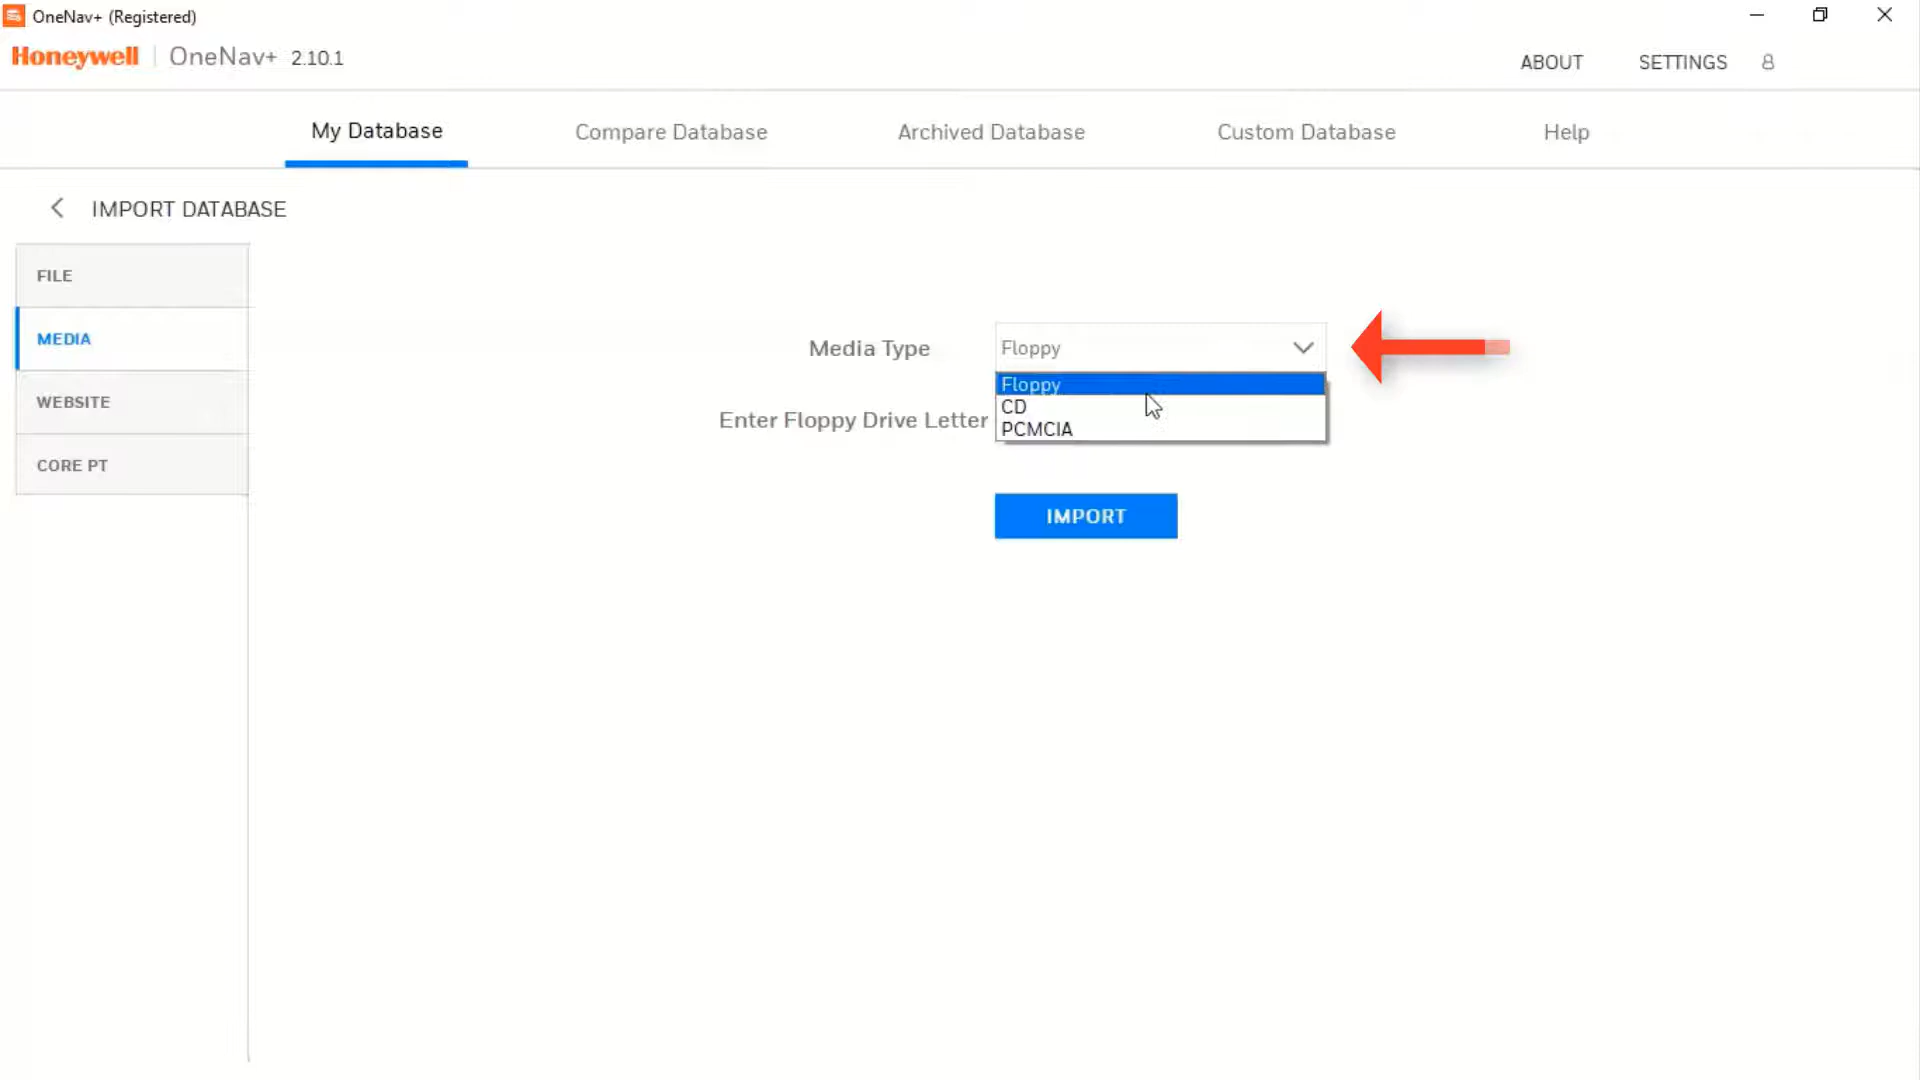 OneNav+ (Registered)
Honeywell OneNav+ 2.10.1
ABOUT SETTINGS
My Database Compare Database Archived Database Custom Database Help
IMPORT DATABASE
FILE
MEDIA
WEBSITE
CORE PT
Media Type Floppy
Floppy
CD
PCMCIA
Enter Floppy Drive Letter
IMPORT